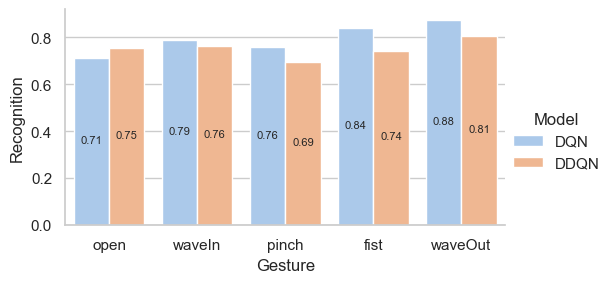 Recognition
0.8
0.6
0.4
0.2
0.0
0.71 0.75 0.79 0.76 0.76 0.69 0.84 0.74 0.88 0.81
open waveIn pinch fist waveOut
Gesture
Model
DQN
DDQN